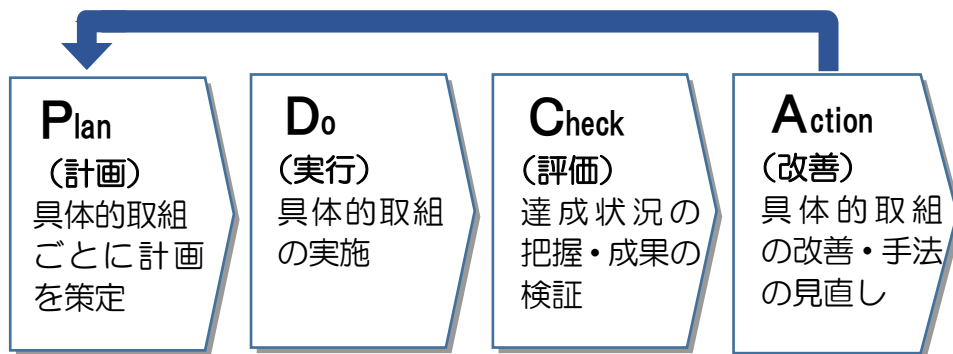 Plan
（計画）
具体的取組
ごとに計画
を策定
Do
（実行）
具体的取組
の実施
Check
（評価）
達成状況の
把握・成果の
検証
Action
（改善）
具体的取組
の改善・手法
の見直し